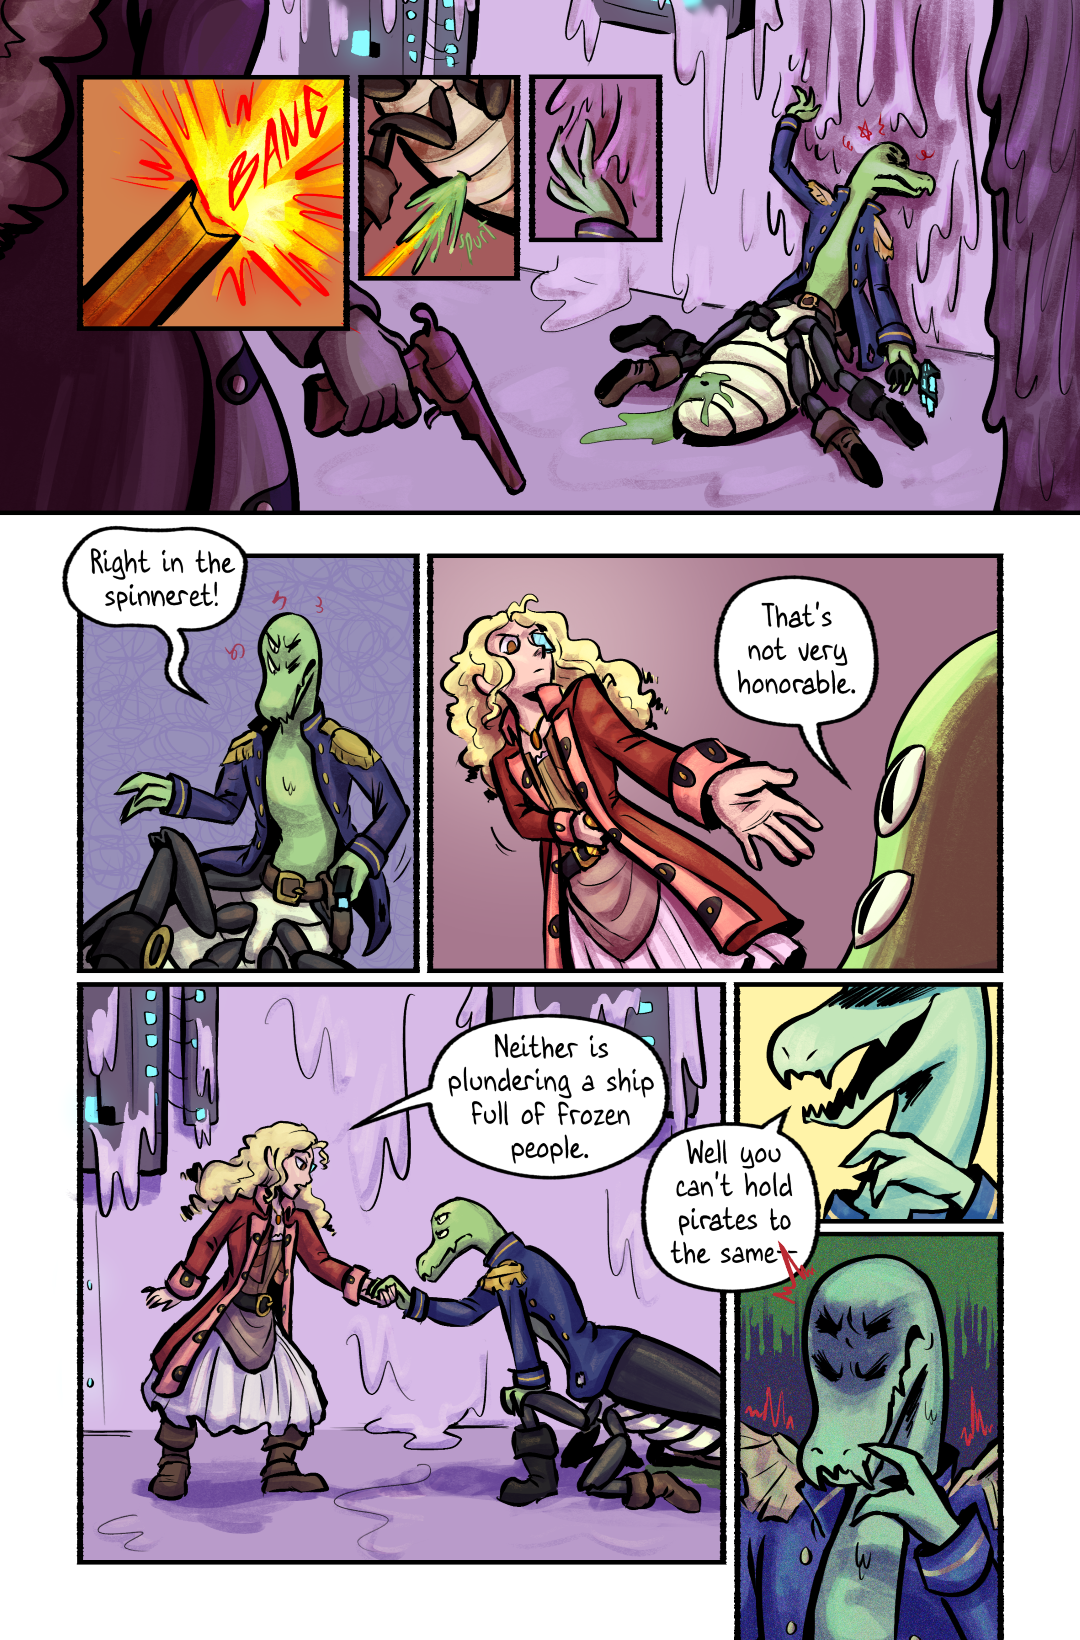 BANG
SPURT
Right in the
spinneret!
That's
not very
honorable.
Neither is
plundering a ship
full of frozen
people.
Well you
can't hold
pirates to
the same—